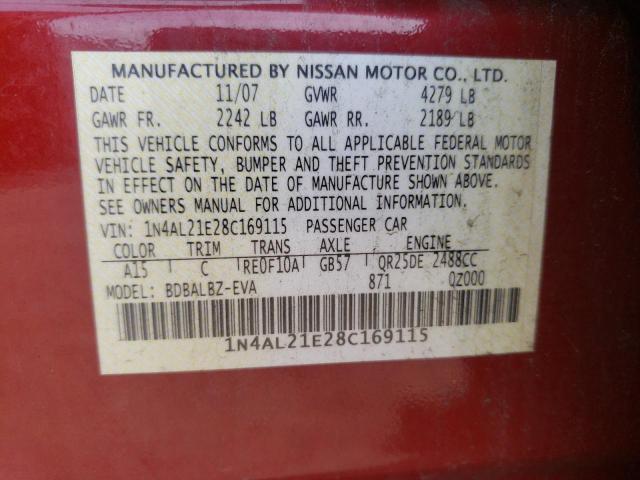 MANUFACTURED BY NISSAN MOTOR CO., LTD.
DATE 11/07 GVWR 4279 LB
GAWR FR. 2242 LB GAWR RR. 2189 LB
THIS VEHICLE CONFORMS TO ALL APPLICABLE FEDERAL MOTOR
VEHICLE SAFETY, BUMPER AND THEFT PREVENTION STANDARDS
IN EFFECT ON THE DATE OF MANUFACTURE SHOWN ABOVE.
SEE OWNERS MANUAL FOR ADDITIONAL INFORMATION.
VIN: 1N4AL21E28C169115 PASSENGER CAR
COLOR TRIM TRANS AXLE ENGINE
A15 C RE0F10A GB57 QR25DE 2488CC
MODEL: BDBALBZ-EVA 871 QZ000
1N4AL21E28C169115